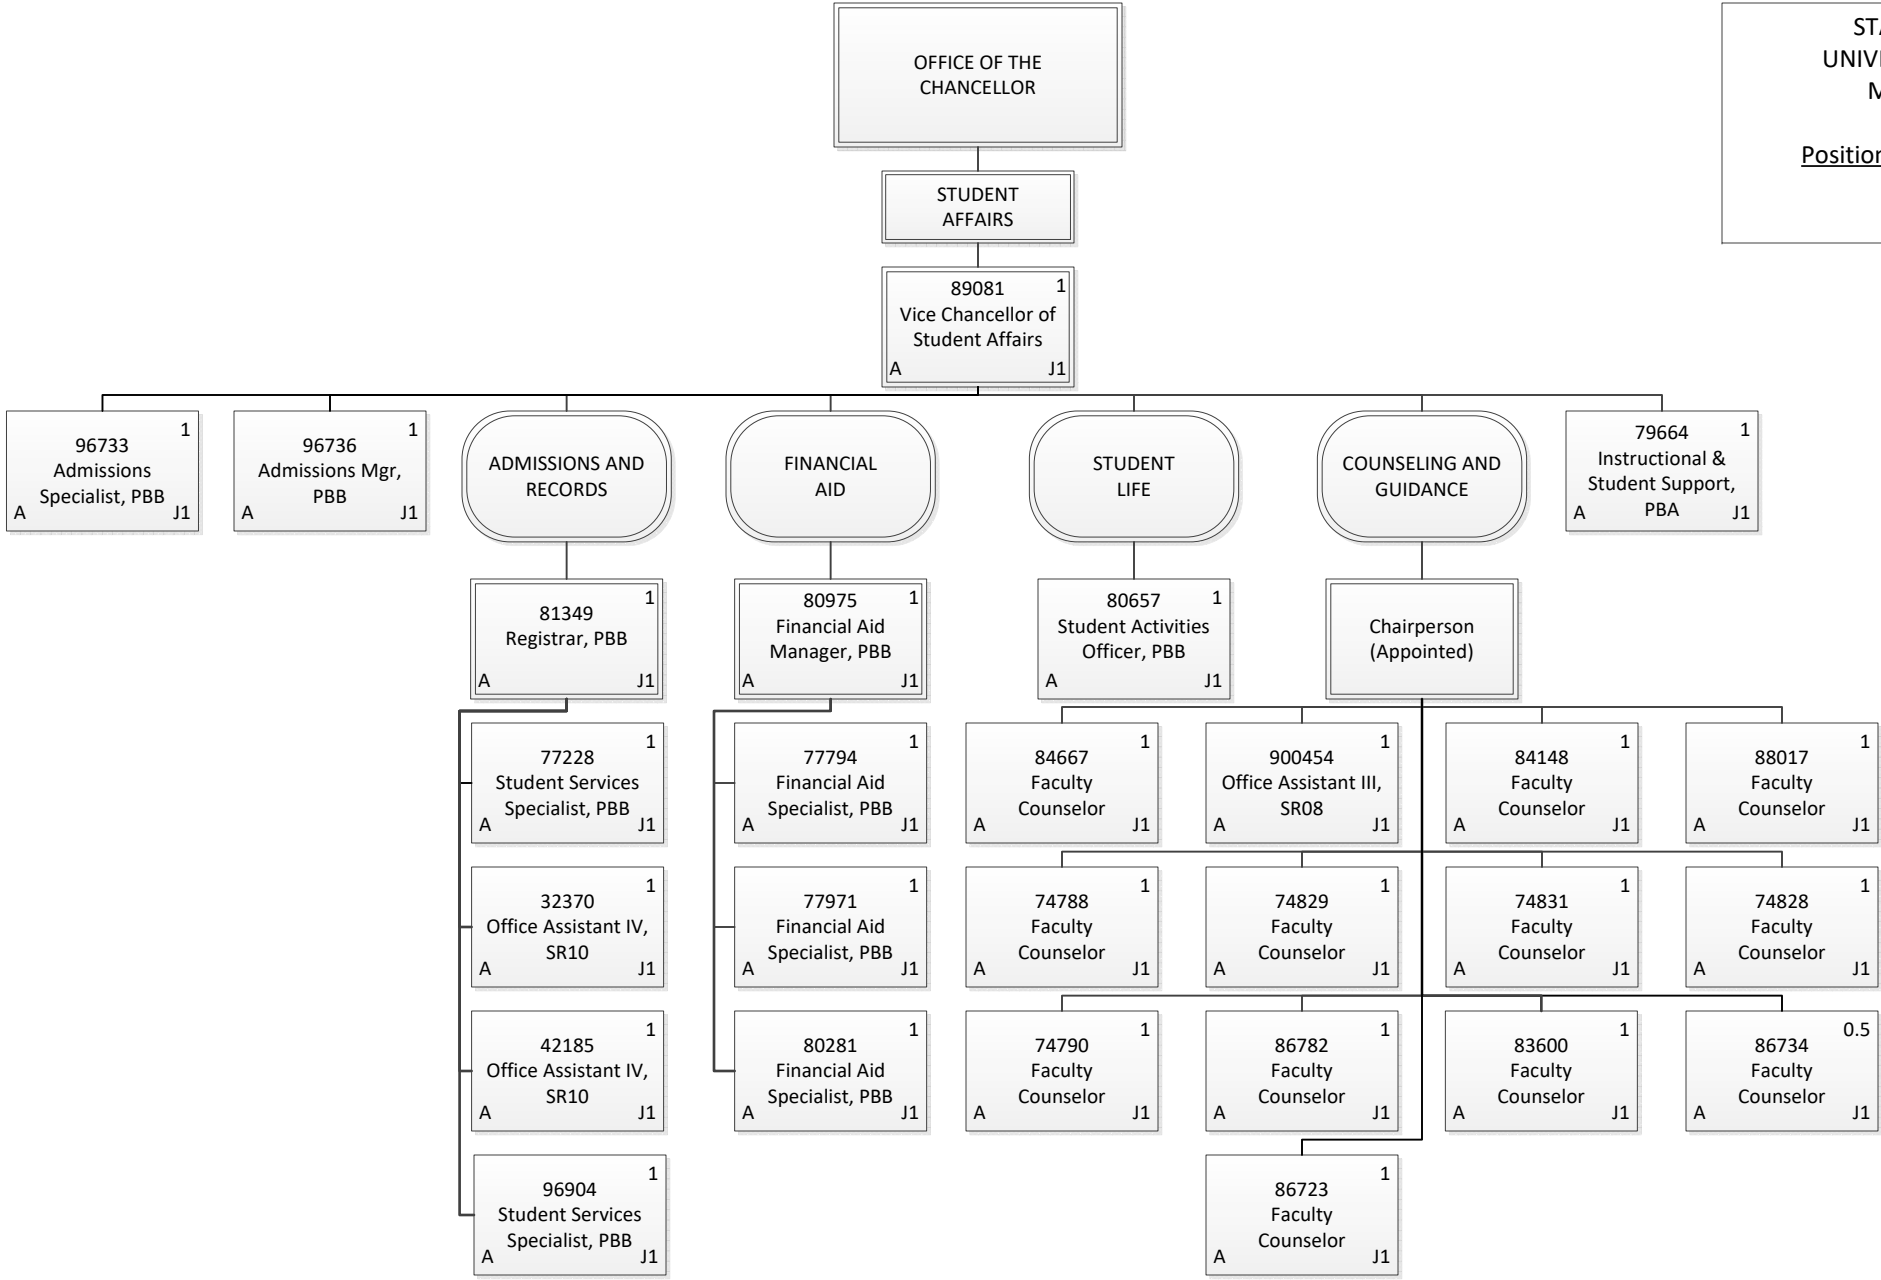 OFFICE OF THE
CHANCELLOR
STUDENT
AFFAIRS
89081 1
Vice Chancellor of
Student Affairs
A J1
96733 1
Admissions
Specialist, PBB
A J1
96736 1
Admissions Mgr,
PBB
A J1
ADMISSIONS AND
RECORDS
FINANCIAL
AID
STUDENT
LIFE
COUNSELING AND
GUIDANCE
79664 1
Instructional &
Student Support,
PBA
A J1
81349 1
Registrar, PBB
A J1
80975 1
Financial Aid
Manager, PBB
A J1
80657 1
Student Activities
Officer, PBB
A J1
Chairperson
(Appointed)
77228 1
Student Services
Specialist, PBB
A J1
77794 1
Financial Aid
Specialist, PBB
A J1
84667 1
Faculty
Counselor
A J1
900454 1
Office Assistant III,
SR08
A J1
84148 1
Faculty
Counselor
A J1
88017 1
Faculty
Counselor
A J1
32370 1
Office Assistant IV,
SR10
A J1
77971 1
Financial Aid
Specialist, PBB
A J1
74788 1
Faculty
Counselor
A J1
74829 1
Faculty
Counselor
A J1
74831 1
Faculty
Counselor
A J1
74828 1
Faculty
Counselor
A J1
42185 1
Office Assistant IV,
SR10
A J1
80281 1
Financial Aid
Specialist, PBB
A J1
74790 1
Faculty
Counselor
A J1
86782 1
Faculty
Counselor
A J1
83600 1
Faculty
Counselor
A J1
86734 0.5
Faculty
Counselor
A J1
96904 1
Student Services
Specialist, PBB
A J1
86723 1
Faculty
Counselor
A J1